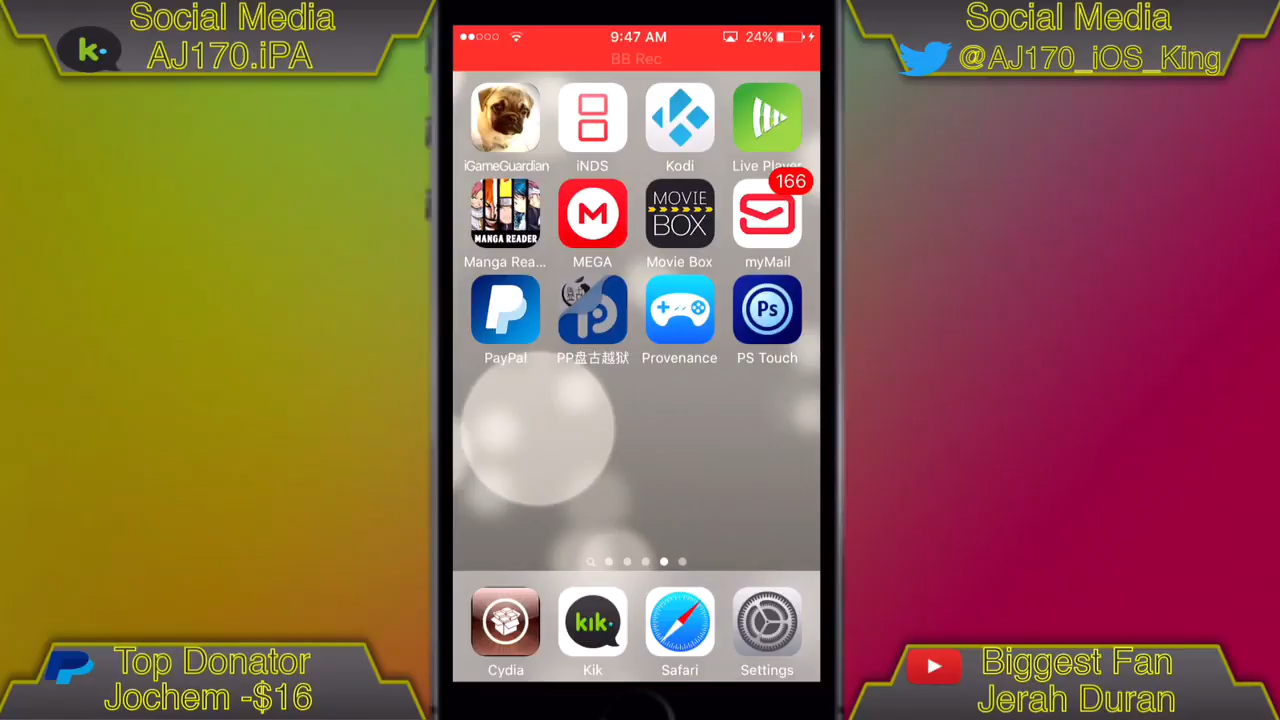 Social Media
AJ170.iPA
k.
Social Media
@AJ170_iOS_King
9:47 AM
24%
BB Rec
iGameGuardian
iNDS
Kodi
Live Player
MANGA READER
M
MOVIE
BOX
166
Manga Rea...
MEGA
Movie Box
myMail
Ps
PayPal
PP盘古越狱
Provenance
PS Touch
kik.
Cydia
Kik
Safari
Settings
Top Donator
Jochem -$16
Biggest Fan
Jerah Duran